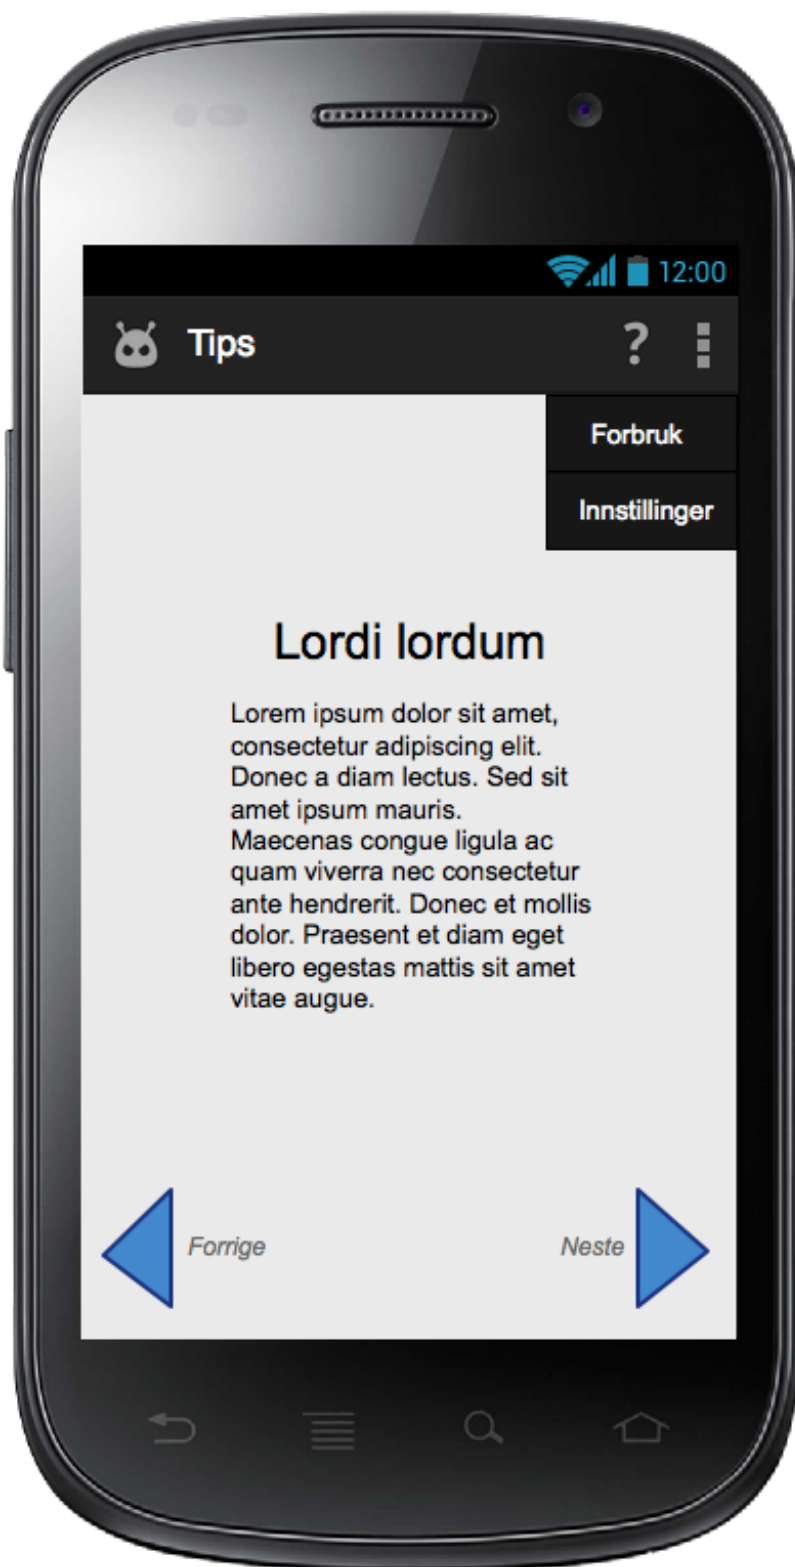 12:00
Tips
?
Forbruk
Innstillinger
Lordi lordum
Lorem ipsum dolor sit amet,
consectetur adipiscing elit.
Donec a diam lectus. Sed sit
amet ipsum mauris.
Maecenas congue ligula ac
quam viverra nec consectetur
ante hendrerit. Donec et mollis
dolor. Praesent et diam eget
libero egestas mattis sit amet
vitae augue.
Forrige
Neste